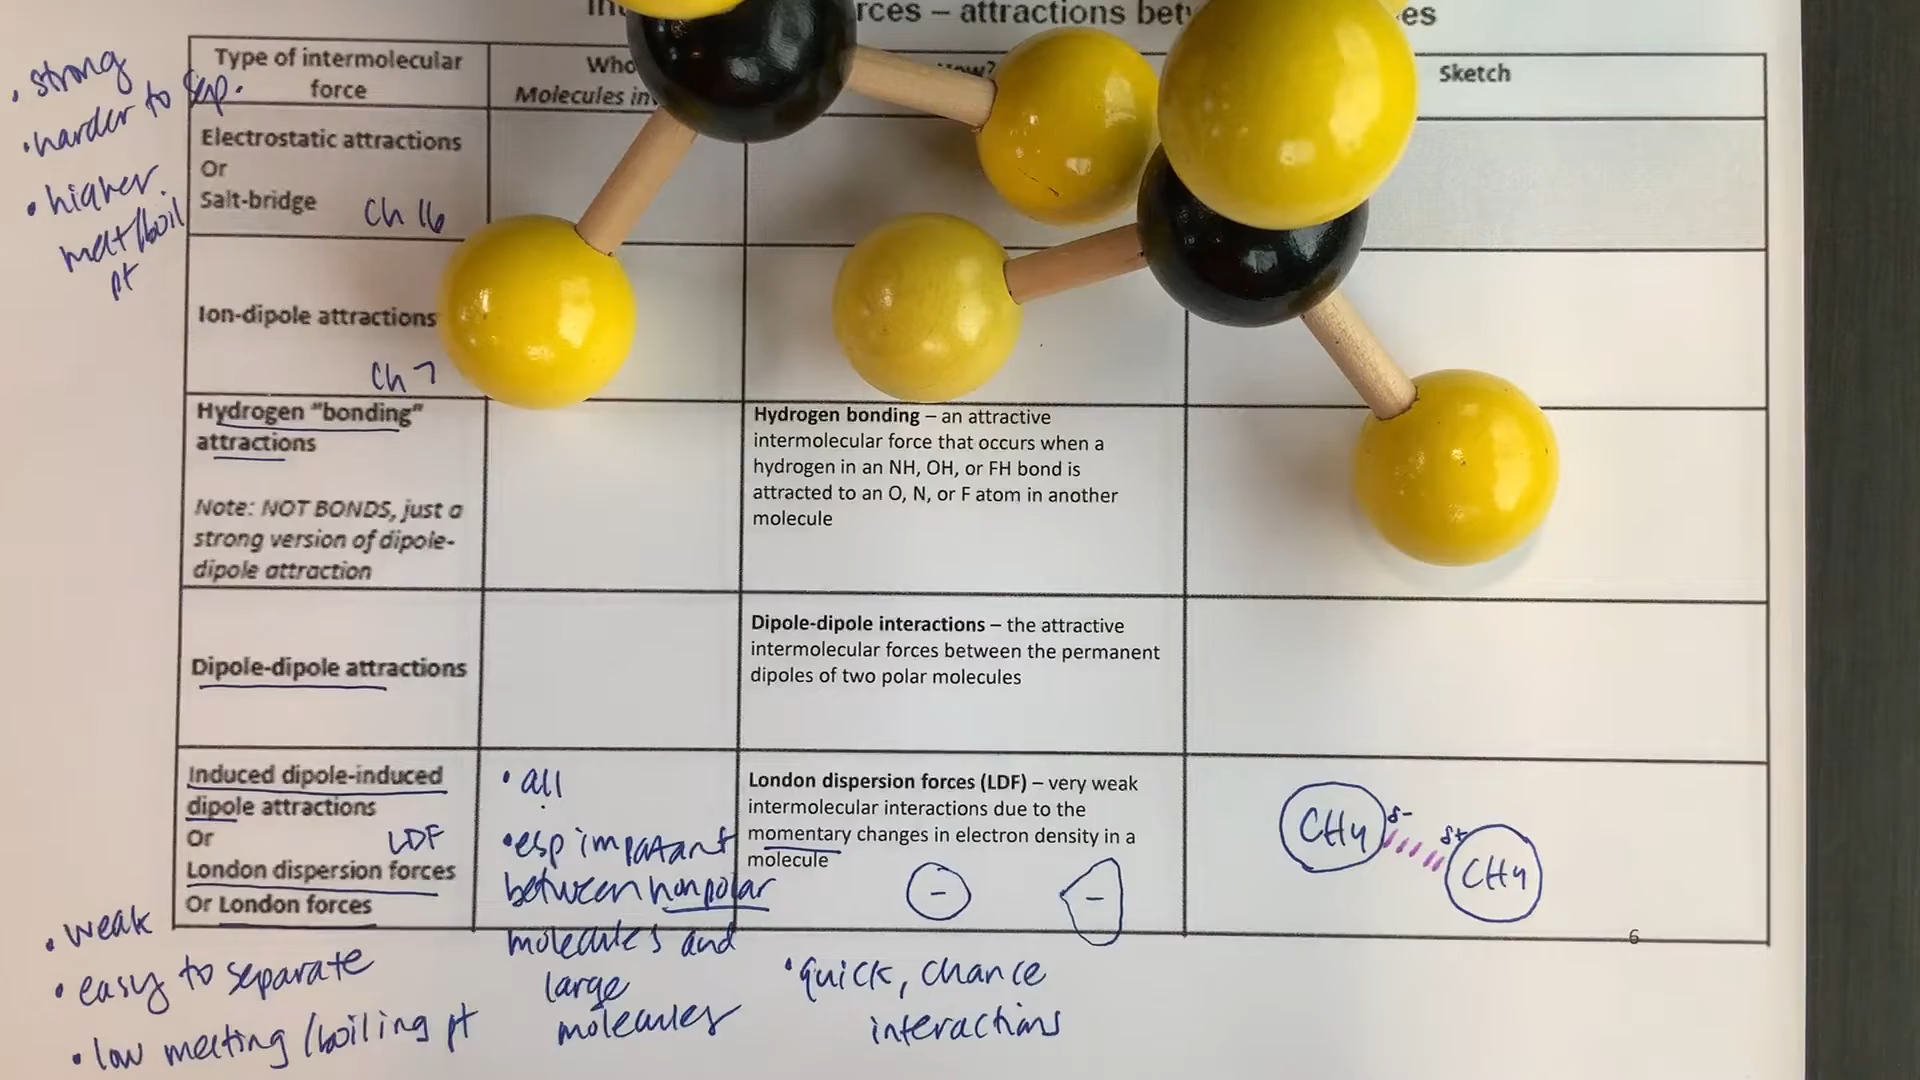 rces – attractions bet
es
Type of intermolecular
force
Who
Molecules in
How?
Sketch
• strong
• harder to sep.
• higher
melt/boil
pt
Electrostatic attractions
Or
Salt-bridge
Ch 16
Ion-dipole attractions
Ch 7
Hydrogen "bonding"
attractions
Note: NOT BONDS, just a
strong version of dipole-
dipole attraction
Hydrogen bonding – an attractive
intermolecular force that occurs when a
hydrogen in an NH, OH, or FH bond is
attracted to an O, N, or F atom in another
molecule
Dipole-dipole attractions
Dipole-dipole interactions – the attractive
intermolecular forces between the permanent
dipoles of two polar molecules
Induced dipole-induced
dipole attractions
Or
LDF
London dispersion forces
Or London forces
• all
• esp important
between nonpolar
molecules and
large
molecules
London dispersion forces (LDF) – very weak
intermolecular interactions due to the
momentary changes in electron density in a
molecule
- -
• quick, chance
interactions
CH4 δ- δ+ CH4
6
• weak
• easy to separate
• low melting/boiling pt